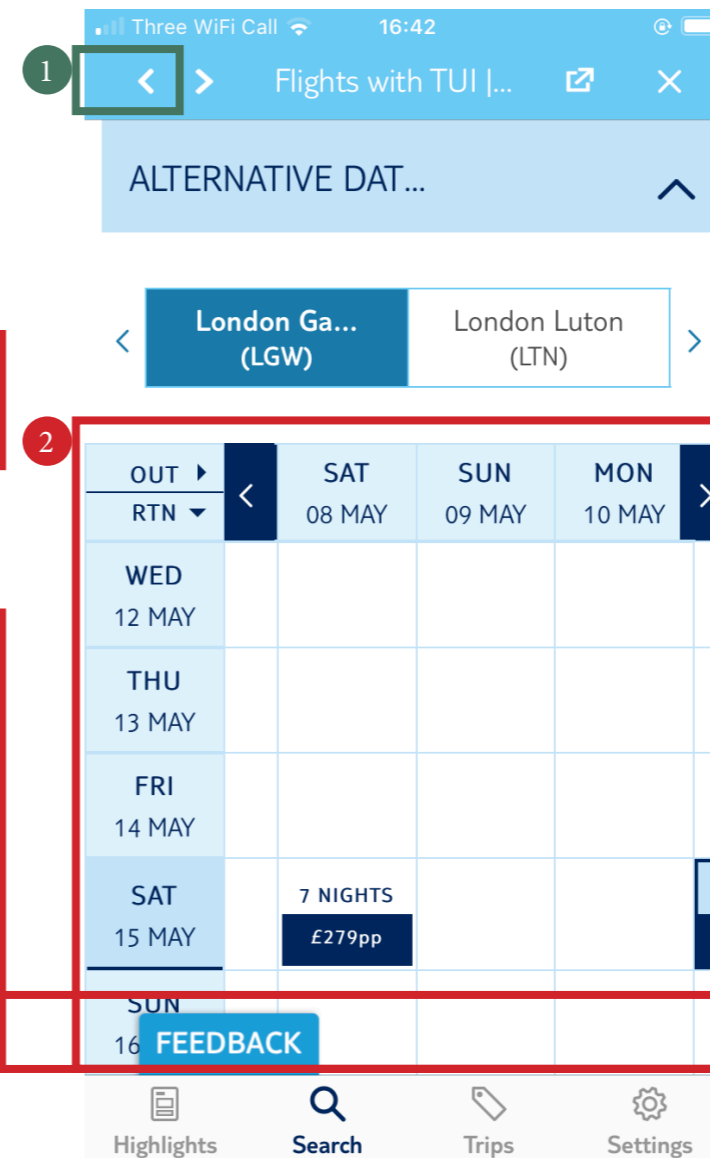 Three WiFi Call 16:42
1
Flights with TUI |...
ALTERNATIVE DAT...
London Ga... London Luton
(LGW) (LTN)
2
OUT SAT SUN MON
RTN 08 MAY 09 MAY 10 MAY
WED
12 MAY
THU
13 MAY
FRI
14 MAY
SAT 7 NIGHTS
15 MAY £279pp
SUN
16 FEEDBACK
Highlights Search Trips Settings